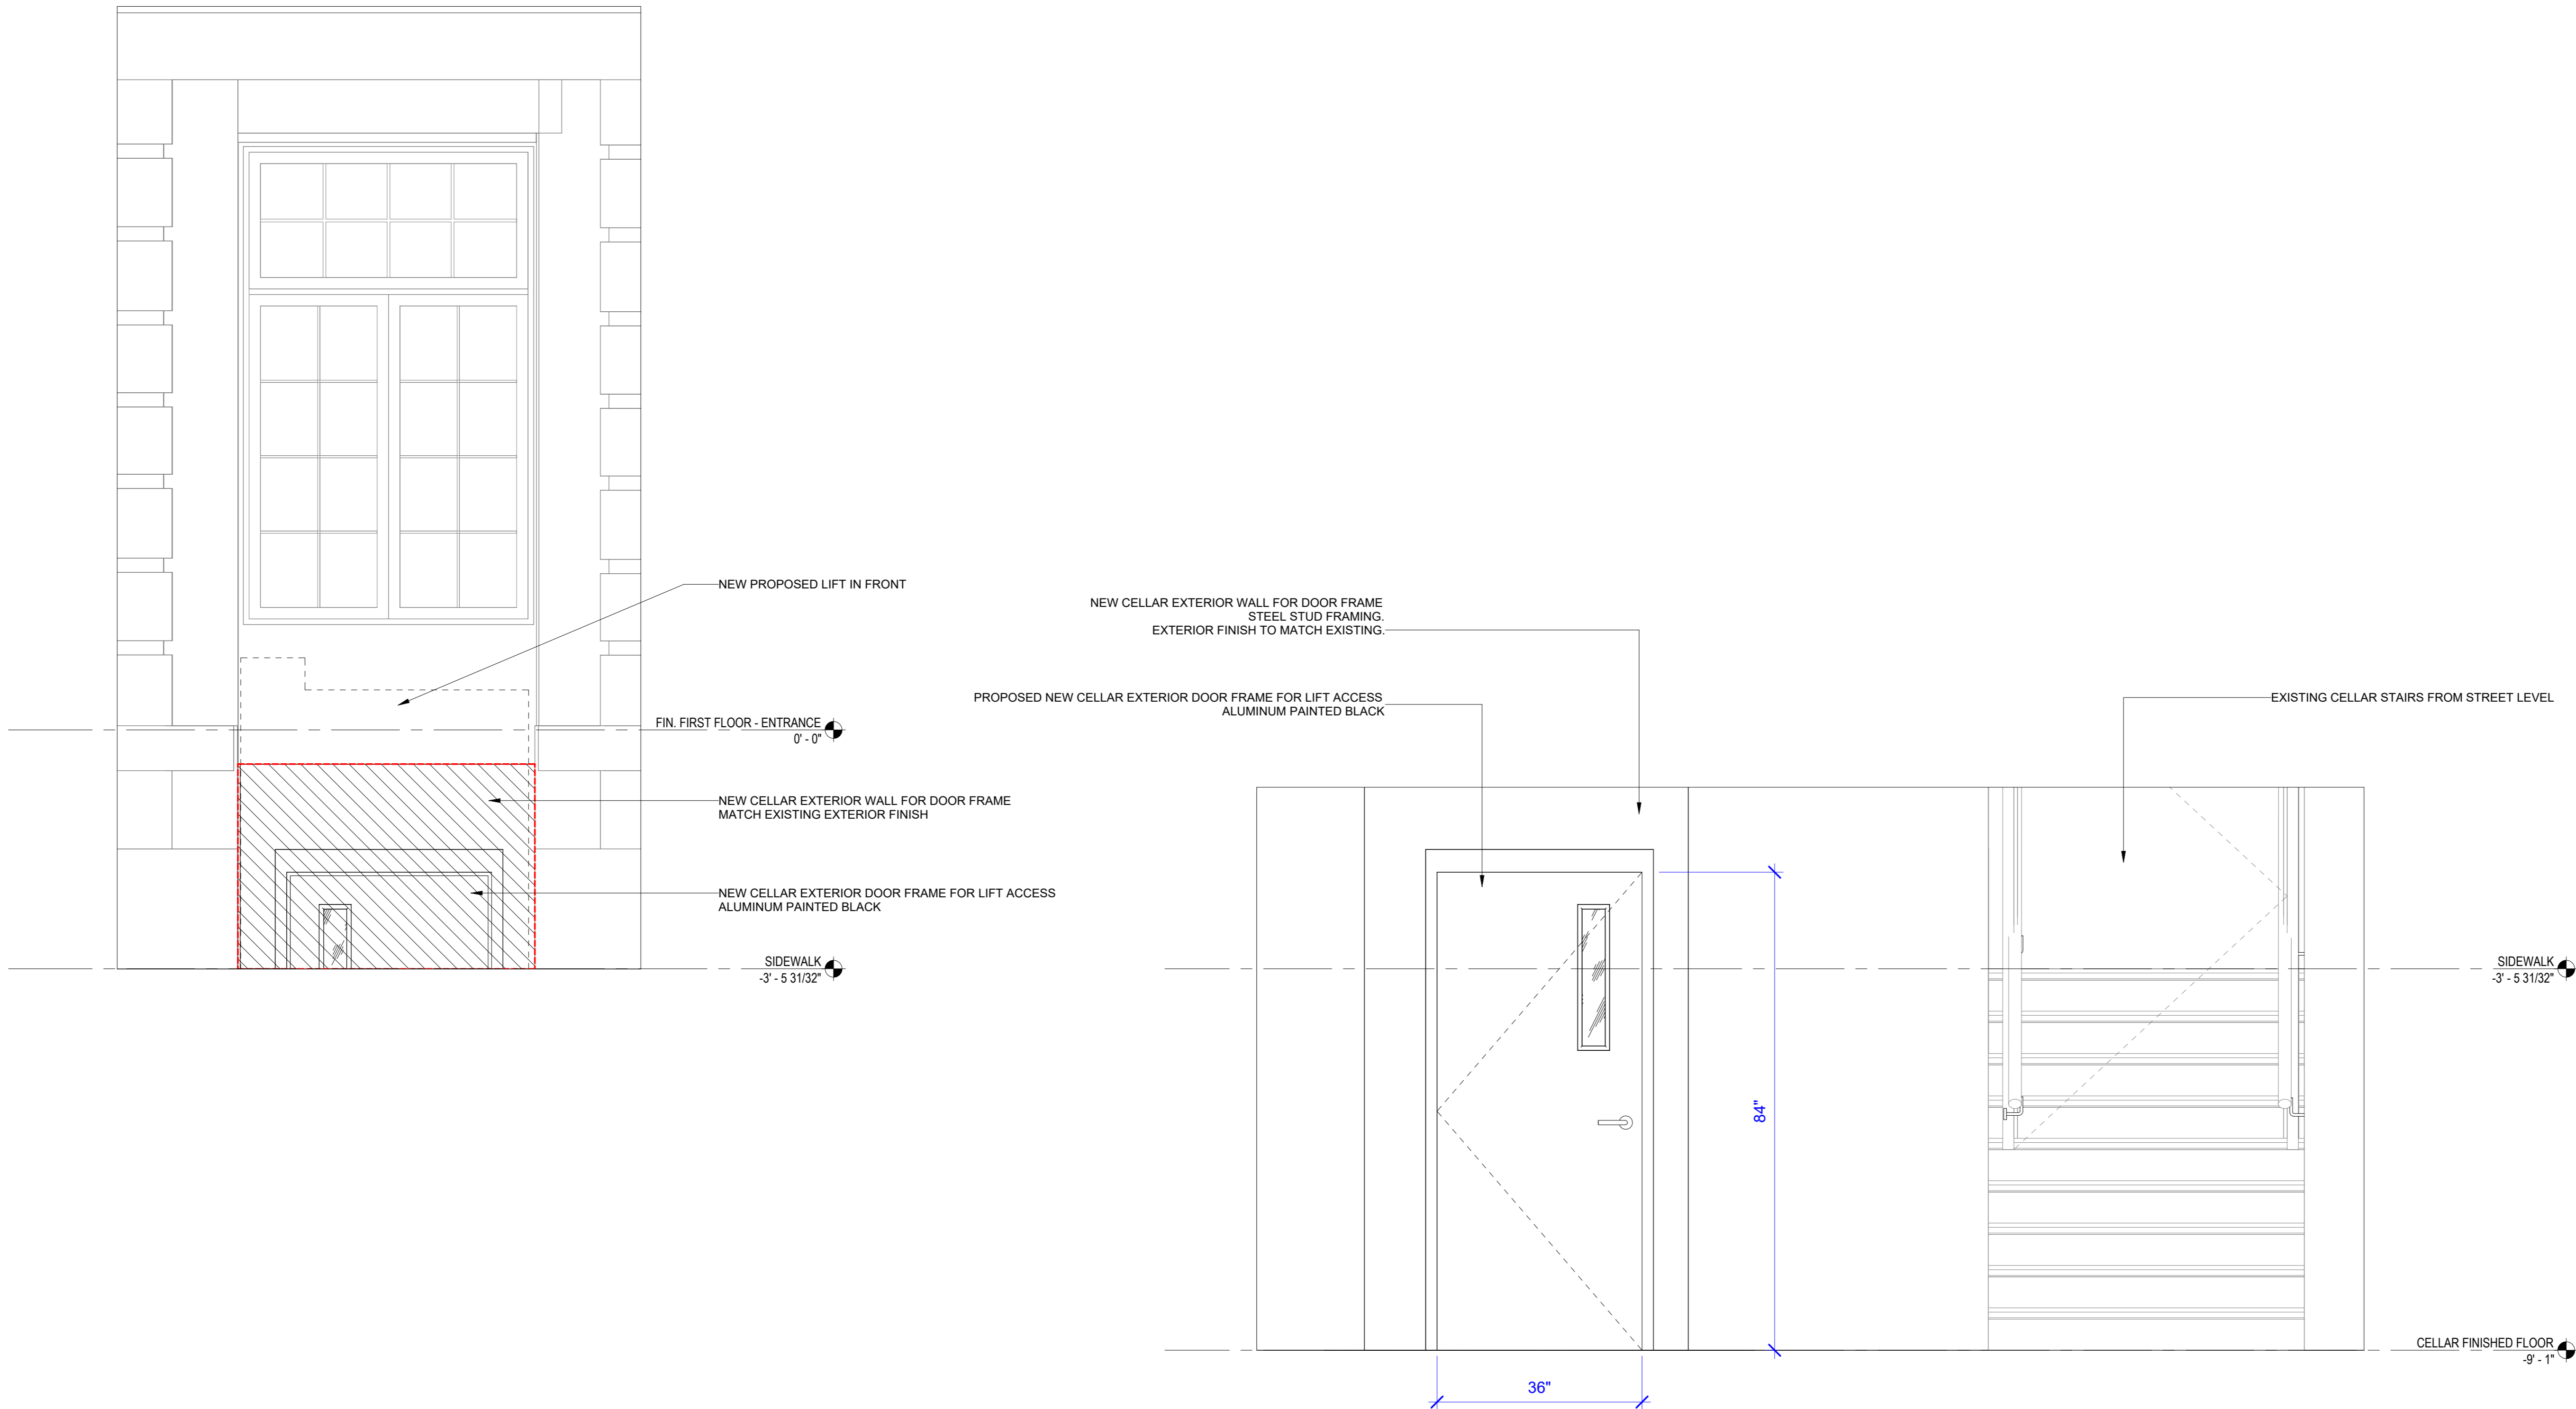 NEW PROPOSED LIFT IN FRONT
FIN. FIRST FLOOR - ENTRANCE
0' - 0"
NEW CELLAR EXTERIOR WALL FOR DOOR FRAME
MATCH EXISTING EXTERIOR FINISH
NEW CELLAR EXTERIOR DOOR FRAME FOR LIFT ACCESS
ALUMINUM PAINTED BLACK
SIDEWALK
-3' - 5 31/32"
NEW CELLAR EXTERIOR WALL FOR DOOR FRAME
STEEL STUD FRAMING.
EXTERIOR FINISH TO MATCH EXISTING.
PROPOSED NEW CELLAR EXTERIOR DOOR FRAME FOR LIFT ACCESS
ALUMINUM PAINTED BLACK
EXISTING CELLAR STAIRS FROM STREET LEVEL
SIDEWALK
-3' - 5 31/32"
84"
CELLAR FINISHED FLOOR
-9' - 1"
36"